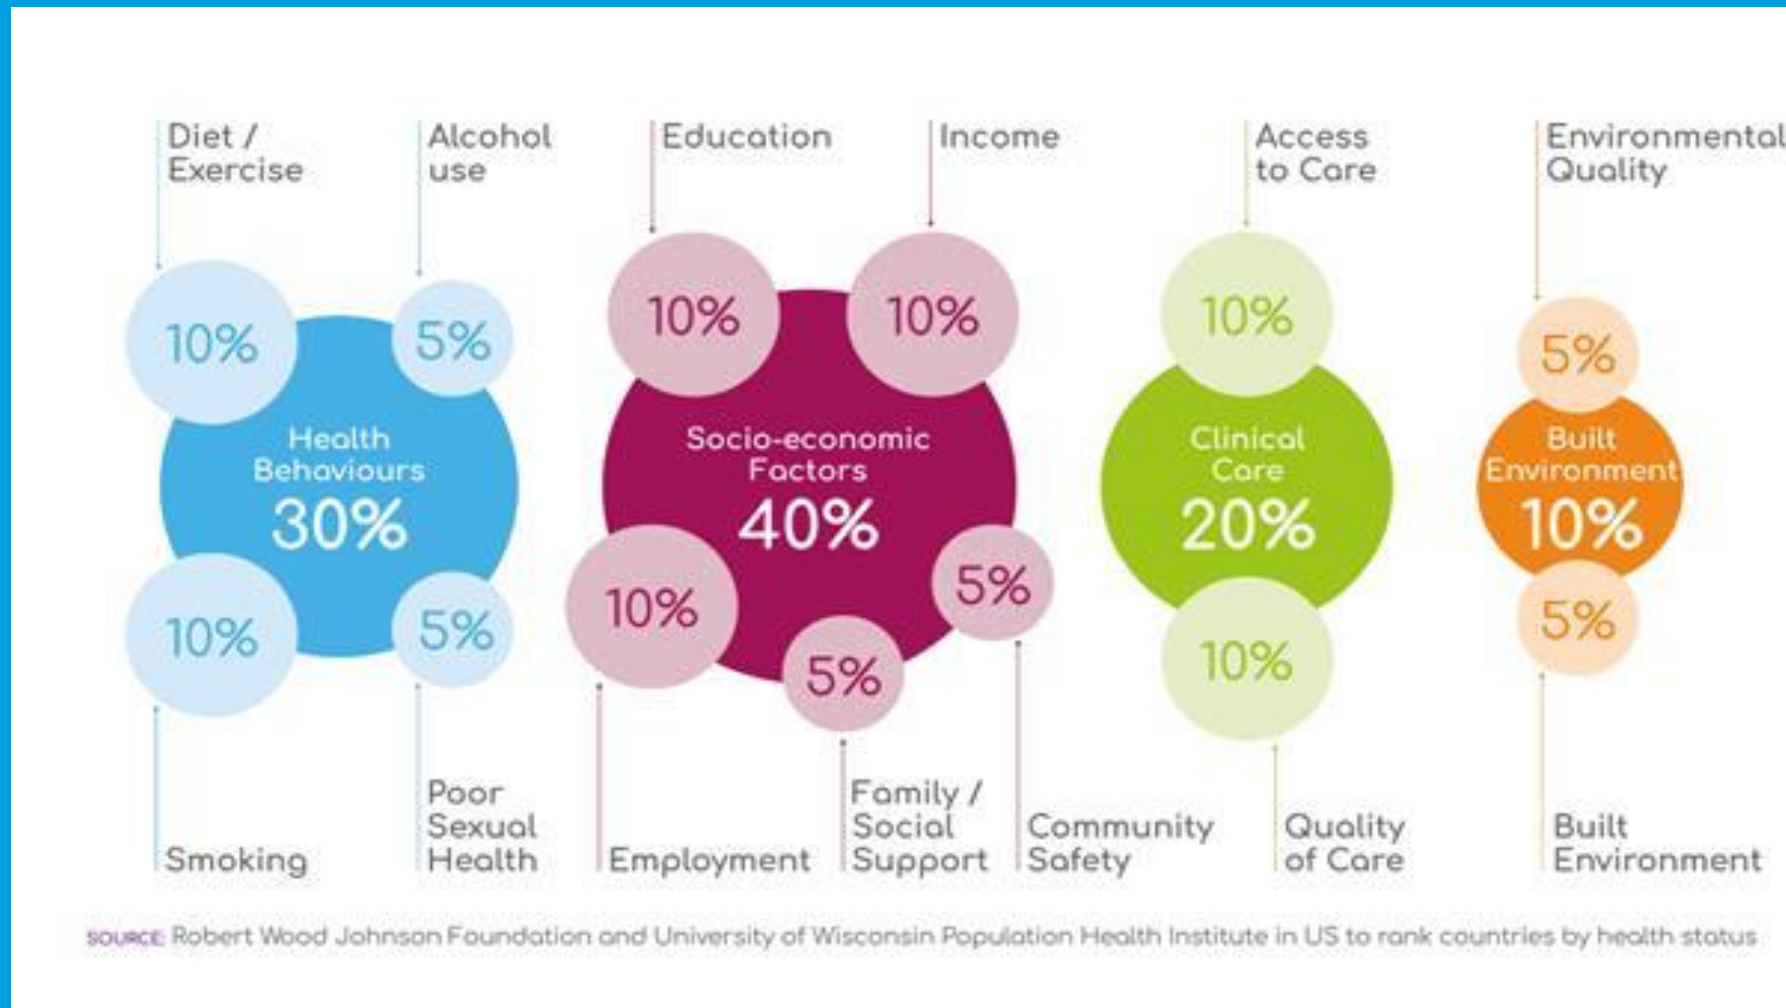 Diet /
Exercise
Alcohol
use
Education
Income
Access
to Care
Environmental
Quality
10%
5%
10%
10%
10%
5%
Health
Behaviours
30%
Socio-economic
Factors
40%
Clinical
Care
20%
Built
Environment
10%
10%
5%
10%
5%
5%
10%
5%
Smoking
Poor
Sexual
Health
Employment
Family /
Social
Support
Community
Safety
Quality
of Care
Built
Environment
SOURCE: Robert Wood Johnson Foundation and University of Wisconsin Population Health Institute in US to rank countries by health status